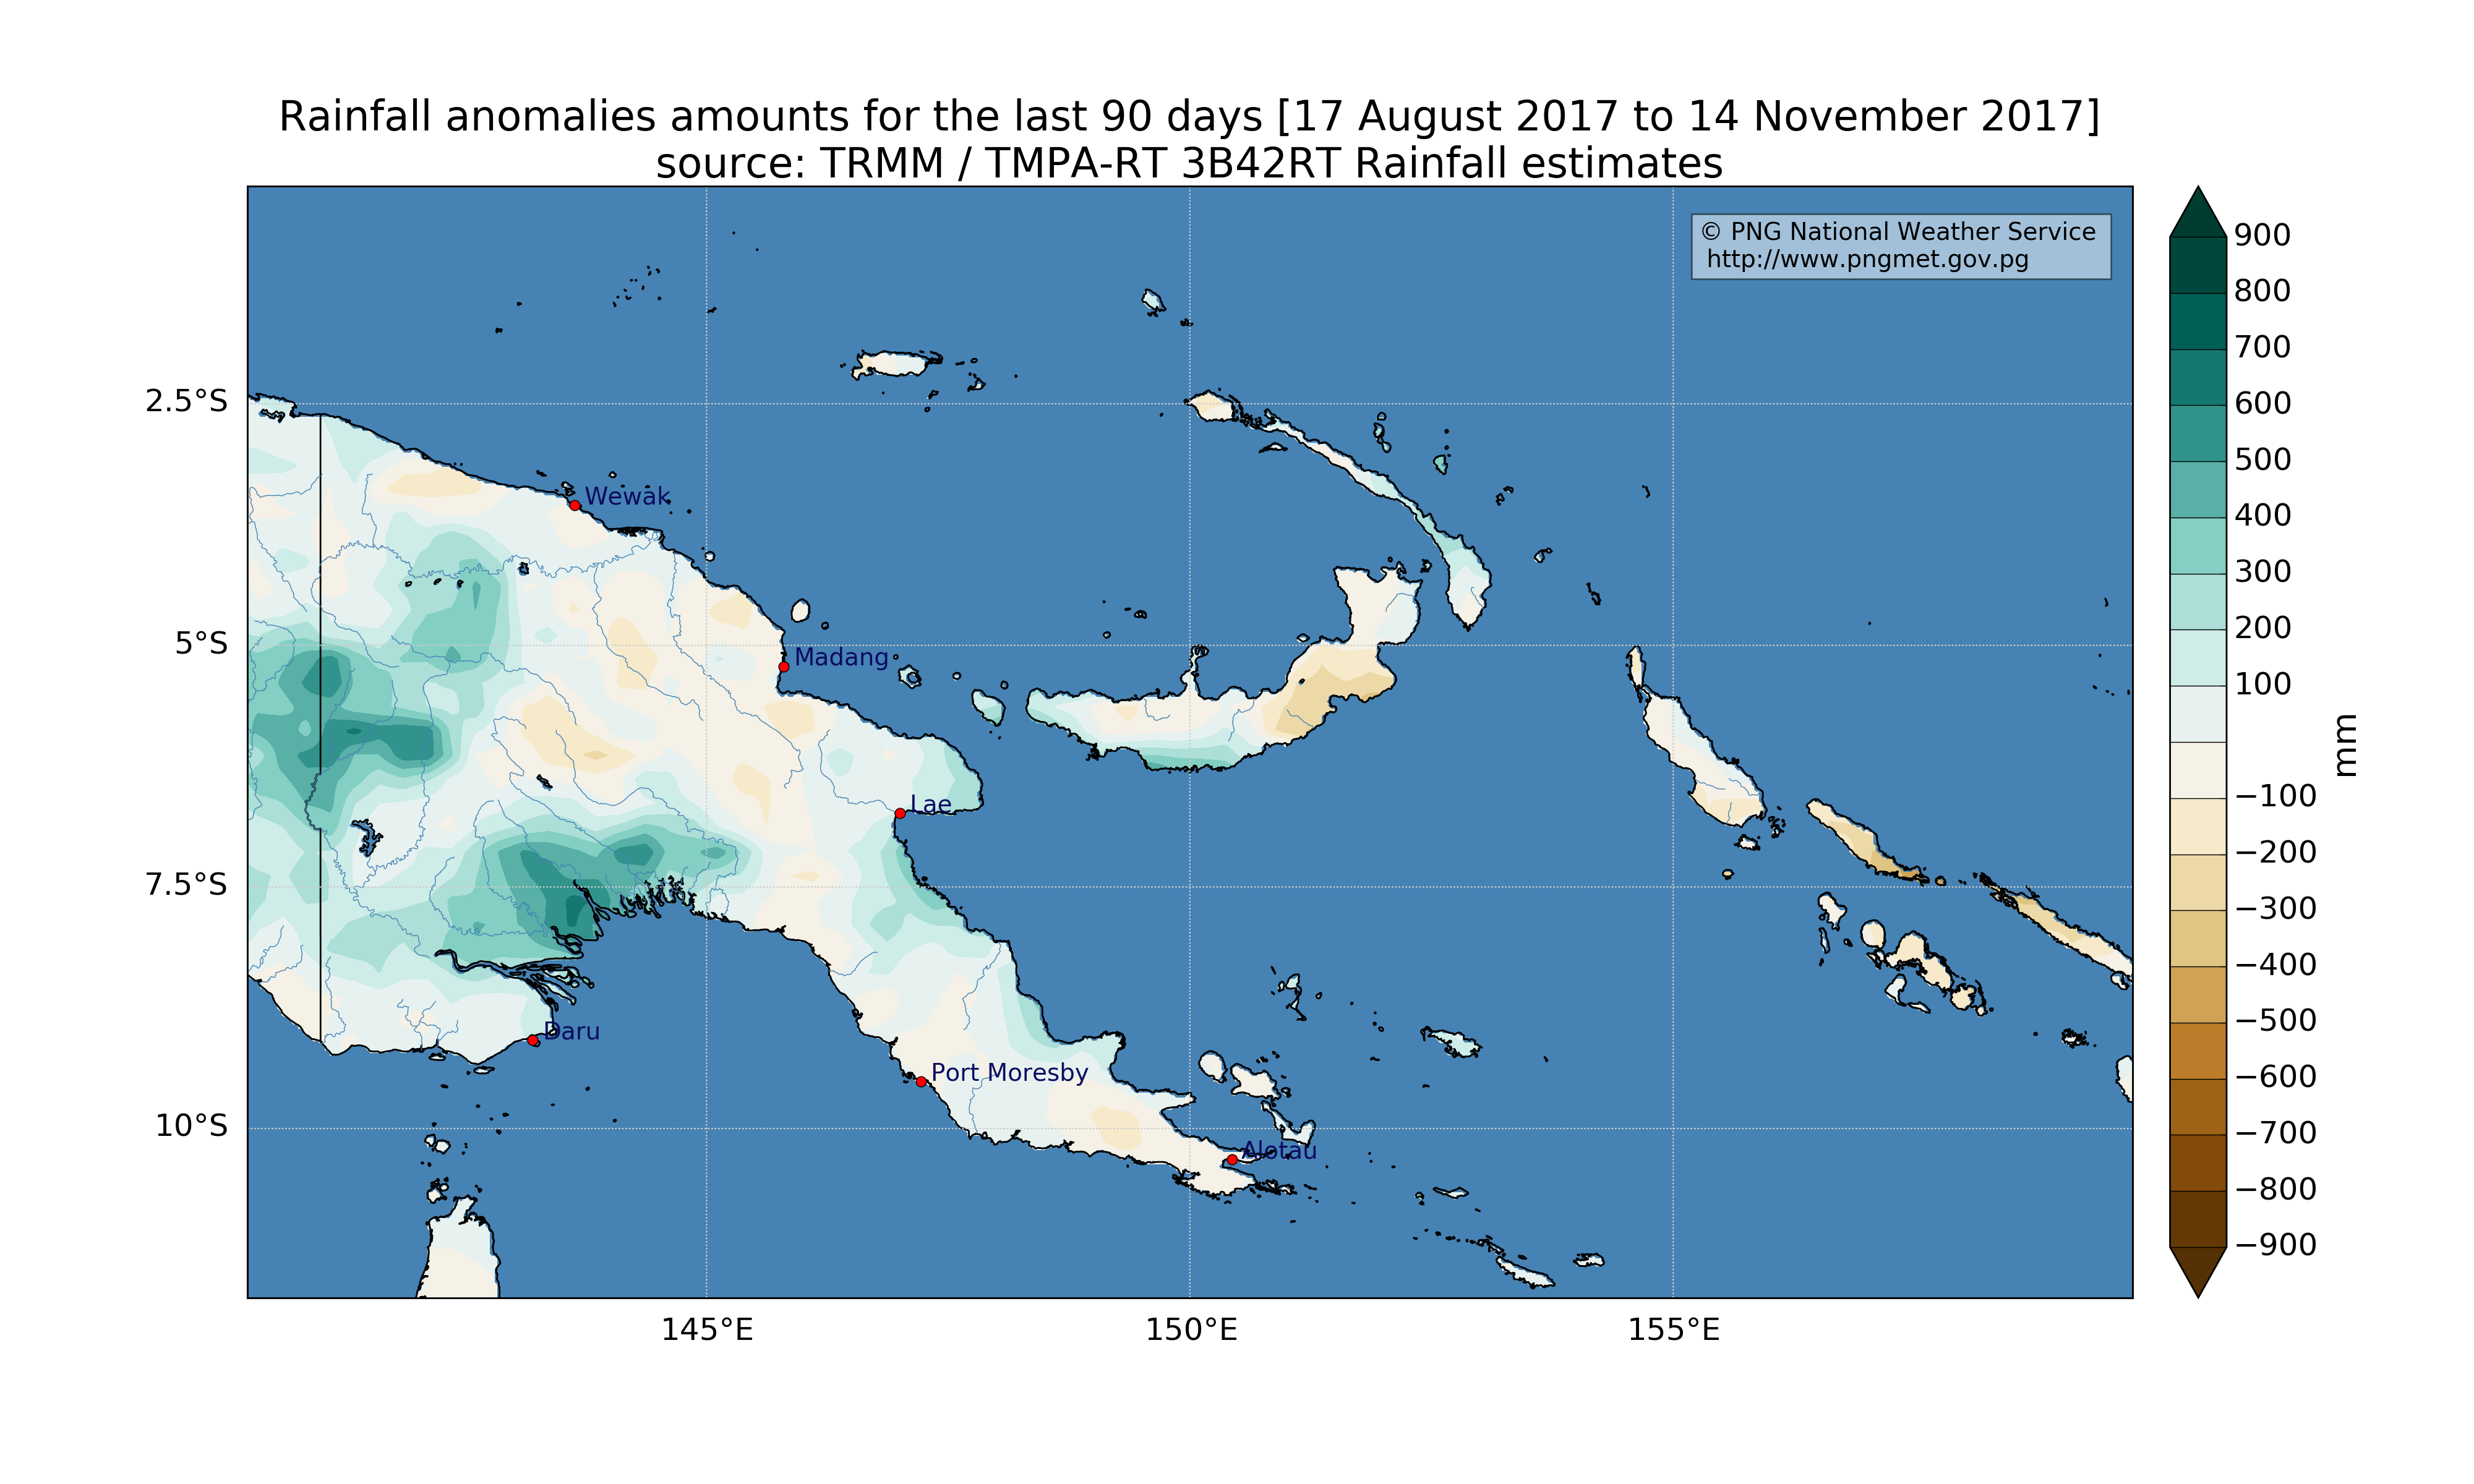 Rainfall anomalies amounts for the last 90 days [17 August 2017 to 14 November 2017]
source: TRMM / TMPA-RT 3B42RT Rainfall estimates
© PNG National Weather Service
http://www.pngmet.gov.pg
2.5°S
5°S
7.5°S
10°S
Wewak
Madang
Lae
Daru
Port Moresby
Alotau
145°E
150°E
155°E
900
800
700
600
500
400
300
200
100
−100
−200
−300
−400
−500
−600
−700
−800
−900
mm